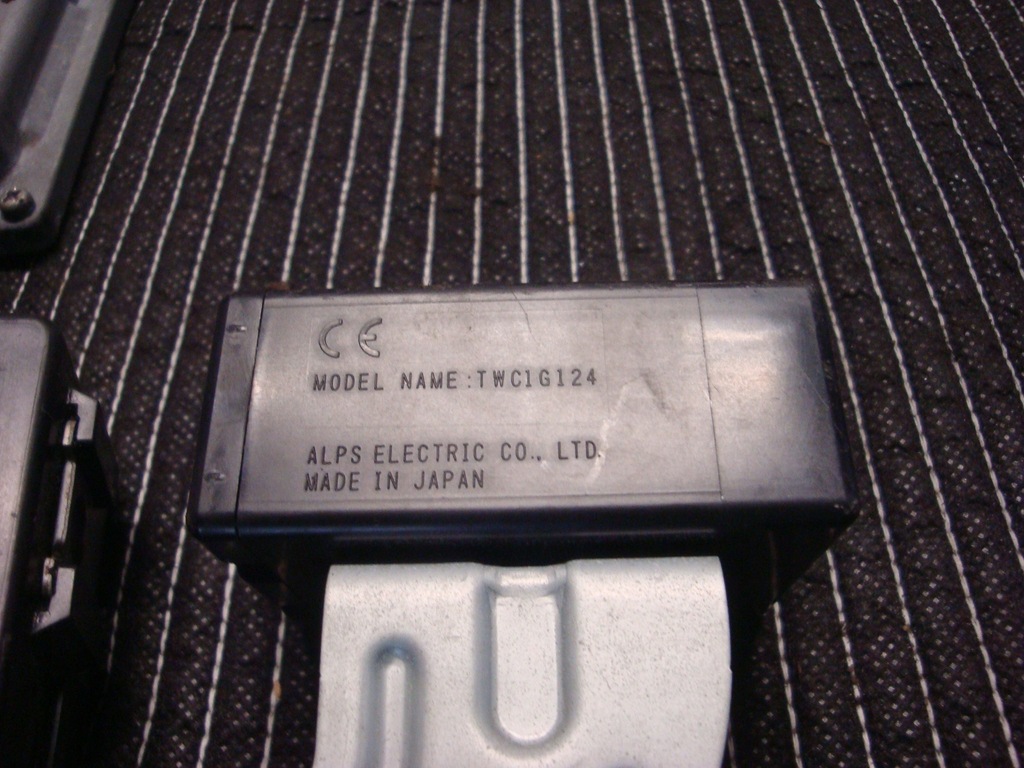 CE
MODEL NAME:TWC1G124
ALPS ELECTRIC CO., LTD.
MADE IN JAPAN